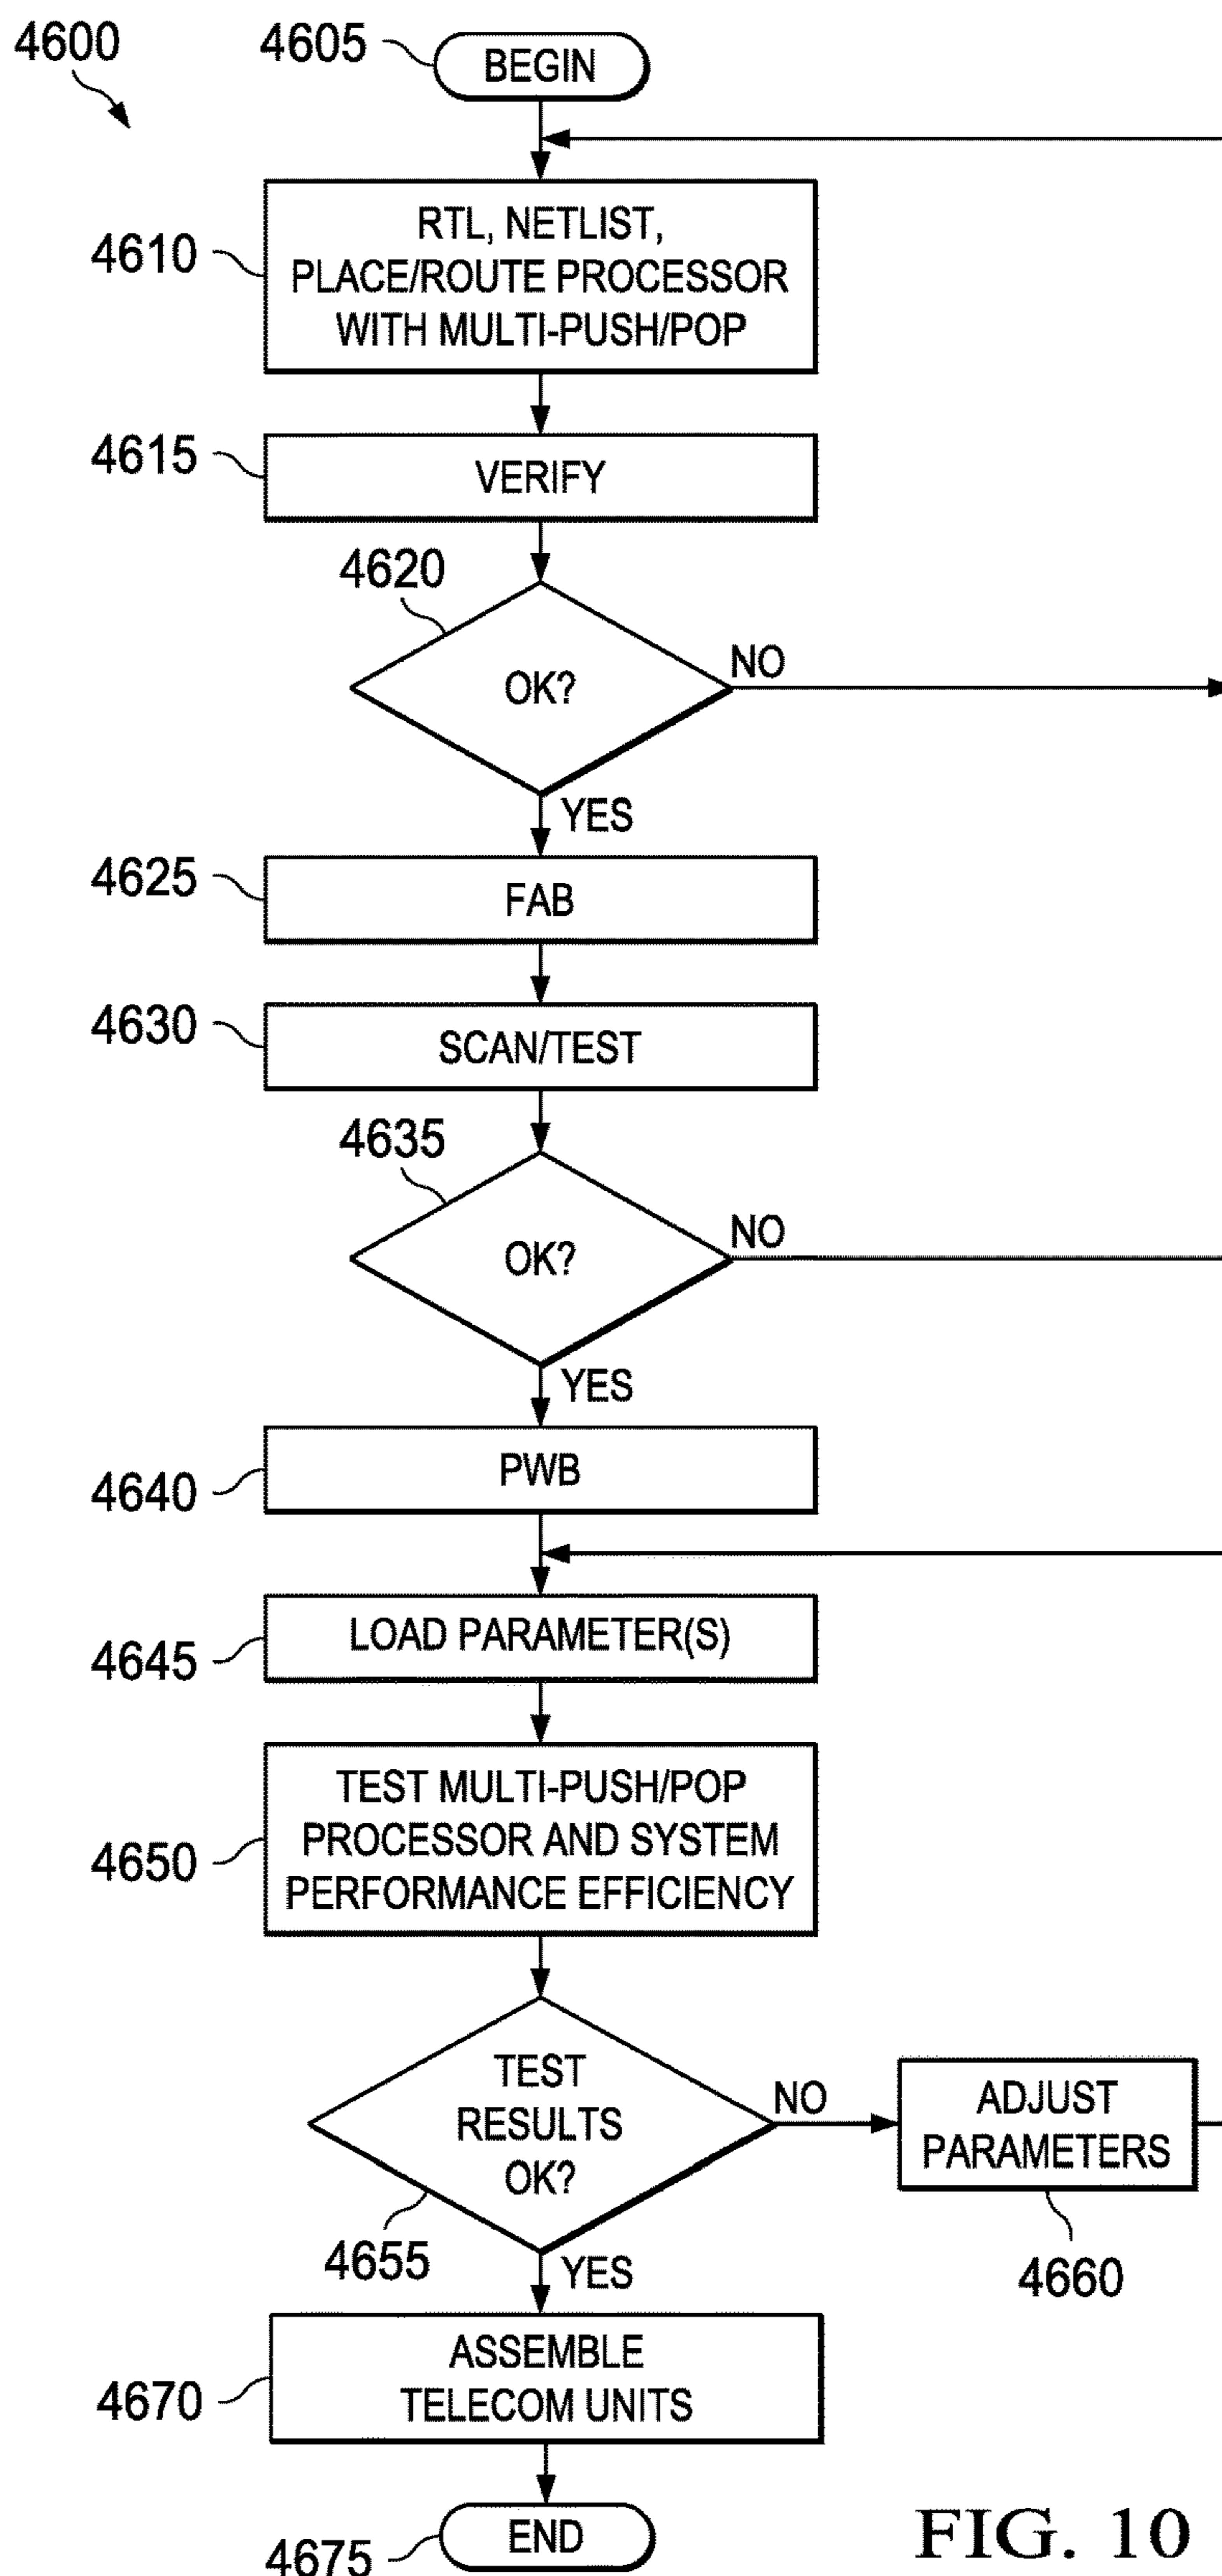 4600
4605
BEGIN
4610
RTL, NETLIST,
PLACE/ROUTE PROCESSOR
WITH MULTI-PUSH/POP
4615
VERIFY
4620
OK?
NO
YES
4625
FAB
4630
SCAN/TEST
4635
OK?
NO
YES
4640
PWB
4645
LOAD PARAMETER(S)
4650
TEST MULTI-PUSH/POP
PROCESSOR AND SYSTEM
PERFORMANCE EFFICIENCY
TEST
RESULTS
OK?
4655
NO
ADJUST
PARAMETERS
4660
YES
4670
ASSEMBLE
TELECOM UNITS
4675
END
FIG. 10